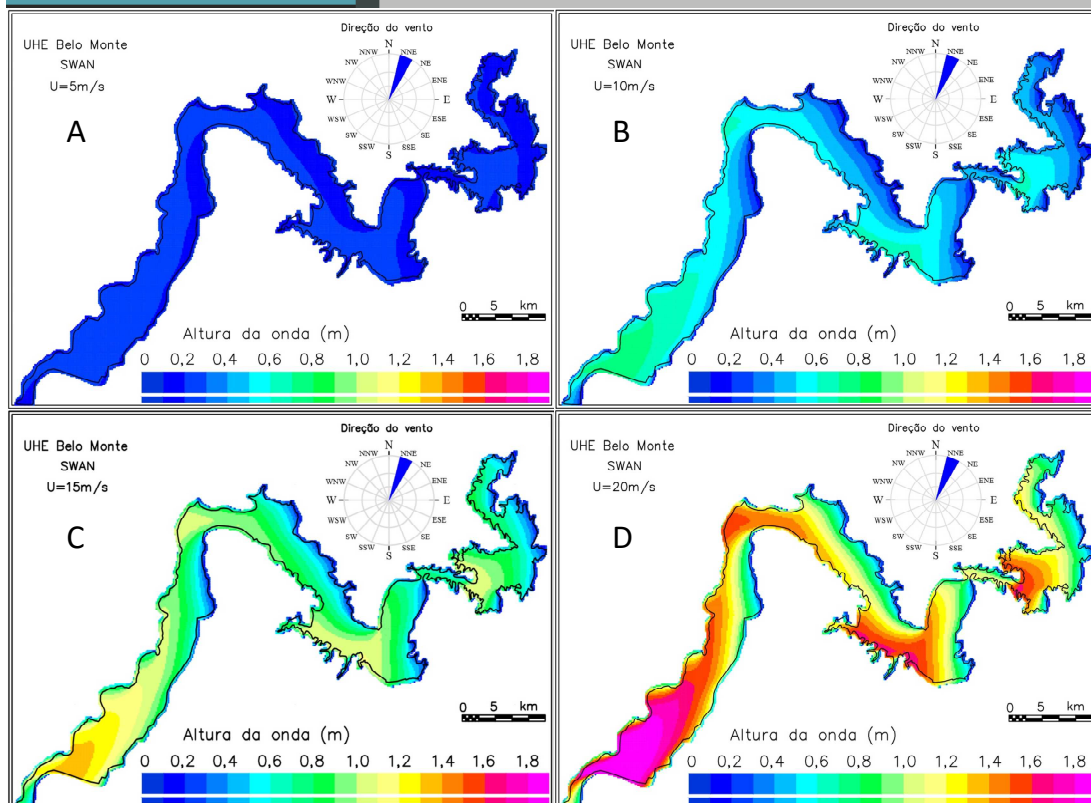 UHE Belo Monte
SWAN
U=5m/s
A
Direção do vento
N
NNW NNE
NW NE
WNW ENE
W E
WSW ESE
SW SE
SSW SSE
S
0 5 km
Altura da onda (m)
0 0,2 0,4 0,6 0,8 1,0 1,2 1,4 1,6 1,8
UHE Belo Monte
SWAN
U=10m/s
B
Direção do vento
N
NNW NNE
NW NE
WNW ENE
W E
WSW ESE
SW SE
SSW SSE
S
0 5 km
Altura da onda (m)
0 0,2 0,4 0,6 0,8 1,0 1,2 1,4 1,6 1,8
UHE Belo Monte
SWAN
U=15m/s
C
Direção do vento
N
NNW NNE
NW NE
WNW ENE
W E
WSW ESE
SW SE
SSW SSE
S
0 5 km
Altura da onda (m)
0 0,2 0,4 0,6 0,8 1,0 1,2 1,4 1,6 1,8
UHE Belo Monte
SWAN
U=20m/s
D
Direção do vento
N
NNW NNE
NW NE
WNW ENE
W E
WSW ESE
SW SE
SSW SSE
S
0 5 km
Altura da onda (m)
0 0,2 0,4 0,6 0,8 1,0 1,2 1,4 1,6 1,8